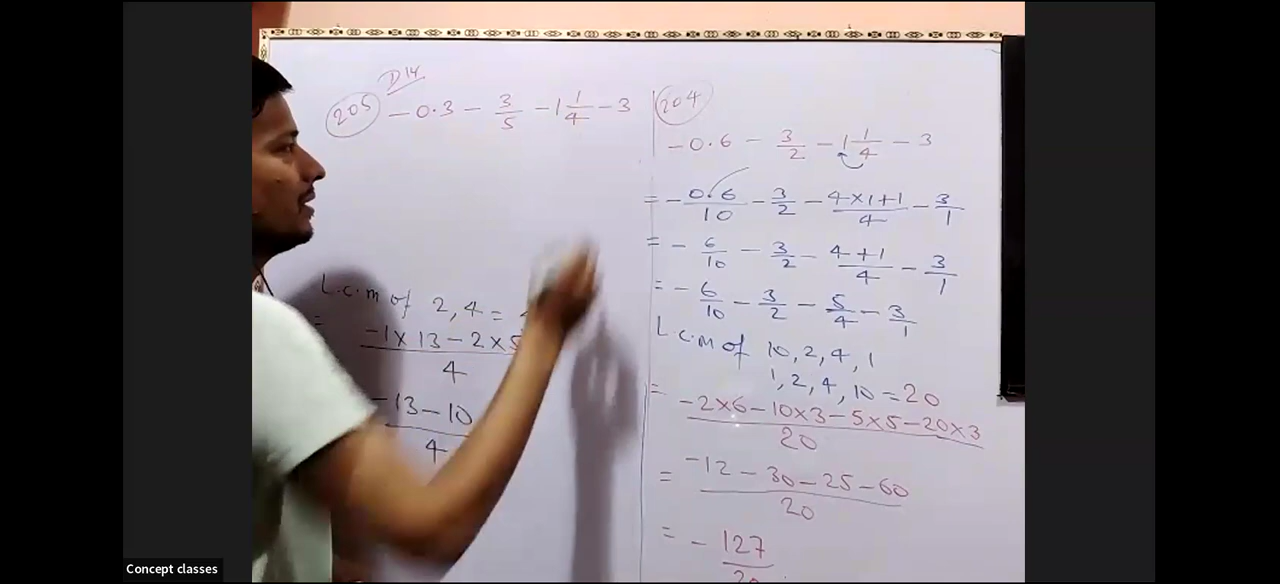 D14
205 -0.3 - 3/5 - 1 1/4 - 3
L.C.M of 2, 4 =
= -1×13-2×5/4
-13-10/4
204
-0.6 - 3/2 - 1 1/4 - 3
= - 0.6/10 - 3/2 - 4×1+1/4 - 3/1
= - 6/10 - 3/2 - 4+1/4 - 3/1
= - 6/10 - 3/2 - 5/4 - 3/1
L.C.M of 10, 2, 4, 1
1, 2, 4, 10 = 20
= -2×6-10×3-5×5-20×3/20
= -12-30-25-60/20
= - 127/20
Concept classes